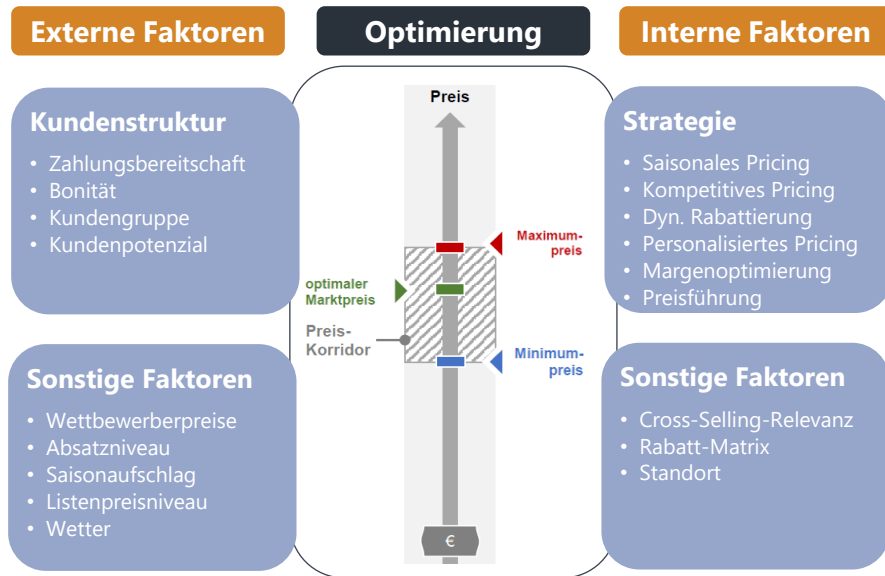 Externe Faktoren
Kundenstruktur
• Zahlungsbereitschaft
• Bonität
• Kundengruppe
• Kundenpotenzial
Sonstige Faktoren
• Wettbewerberpreise
• Absatzniveau
• Saisonaufschlag
• Listenpreisniveau
• Wetter
Optimierung
Preis
Maximum-
preis
optimaler
Marktpreis
Preis-
Korridor
Minimum-
preis
€
Interne Faktoren
Strategie
• Saisonales Pricing
• Kompetitives Pricing
• Dyn. Rabattierung
• Personalisiertes Pricing
• Margenoptimierung
• Preisführung
Sonstige Faktoren
• Cross-Selling-Relevanz
• Rabatt-Matrix
• Standort